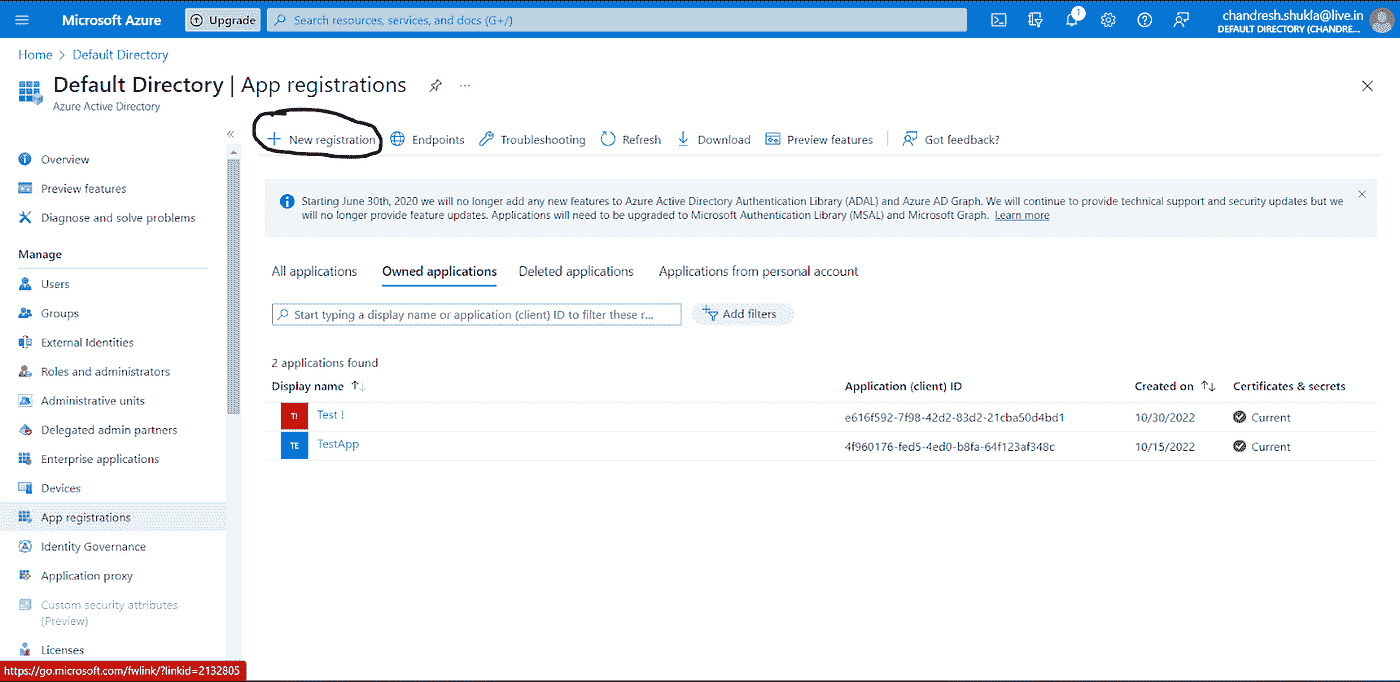 Microsoft Azure
Upgrade
Search resources, services, and docs (G+/)
1
chandresh.shukla@live.in
DEFAULT DIRECTORY (CHANDRE...
Home > Default Directory
Default Directory | App registrations
...
Azure Active Directory
«
New registration
Endpoints
Troubleshooting
Refresh
Download
Preview features
Got feedback?
Overview
Preview features
Diagnose and solve problems
Manage
Users
Groups
External Identities
Roles and administrators
Administrative units
Delegated admin partners
Enterprise applications
Devices
App registrations
Identity Governance
Application proxy
Custom security attributes
(Preview)
Licenses
https://go.microsoft.com/fwlink/?linkid=2132805
Starting June 30th, 2020 we will no longer add any new features to Azure Active Directory Authentication Library (ADAL) and Azure AD Graph. We will continue to provide technical support and security updates but we
will no longer provide feature updates. Applications will need to be upgraded to Microsoft Authentication Library (MSAL) and Microsoft Graph. Learn more
All applications
Owned applications
Deleted applications
Applications from personal account
Start typing a display name or application (client) ID to filter these r...
Add filters
2 applications found
Display name ↑↓ Application (client) ID Created on ↑↓ Certificates & secrets
T! Test ! e616f592-7f98-42d2-83d2-21cba50d4bd1 10/30/2022 Current
TE TestApp 4f960176-fed5-4ed0-b8fa-64f123af348c 10/15/2022 Current